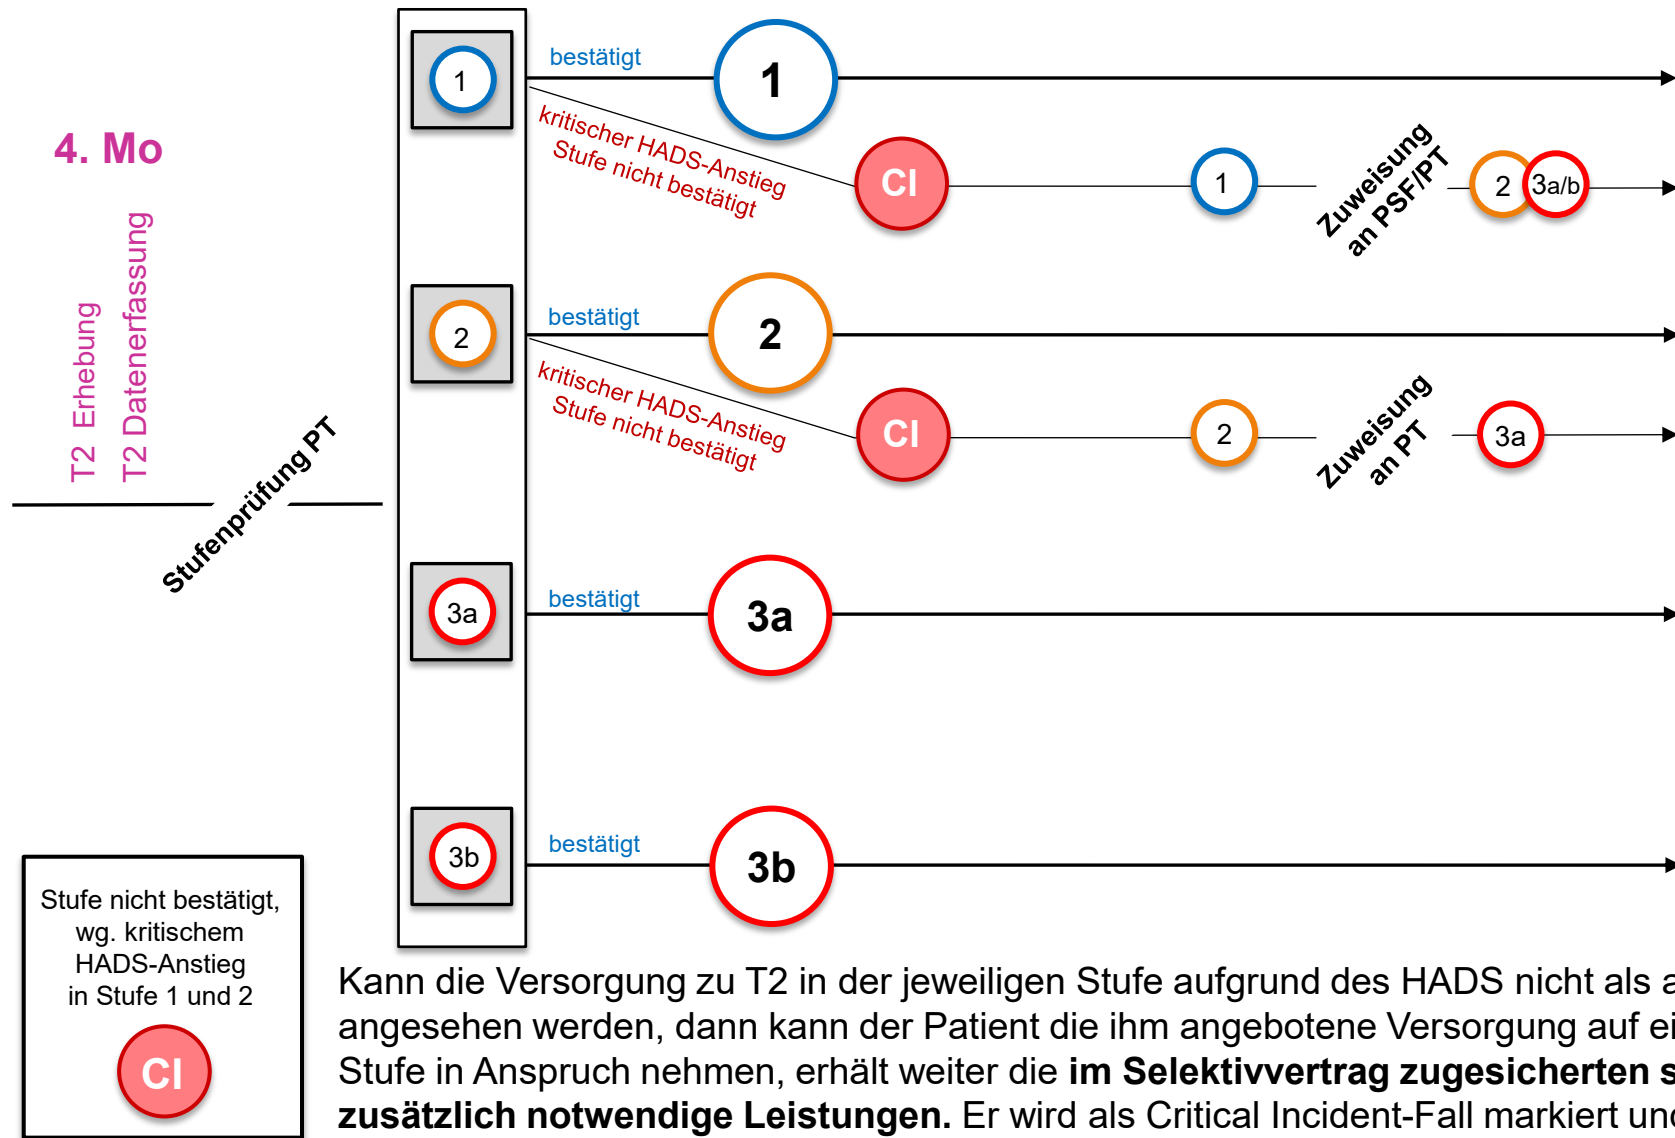 4. Mo
T2 Erhebung
T2 Datenerfassung
Stufenprüfung PT
1
bestätigt
1
kritischer HADS-Anstieg
Stufe nicht bestätigt
CI
1
Zuweisung
an PSF/PT
2
3a/b
2
bestätigt
2
kritischer HADS-Anstieg
Stufe nicht bestätigt
CI
2
Zuweisung
an PT
3a
3a
bestätigt
3a
3b
bestätigt
3b
Stufe nicht bestätigt,
wg. kritischem
HADS-Anstieg
in Stufe 1 und 2
CI
Kann die Versorgung zu T2 in der jeweiligen Stufe aufgrund des HADS nicht als
angesehen werden, dann kann der Patient die ihm angebotene Versorgung auf
Stufe in Anspruch nehmen, erhält weiter die im Selektivvertrag zugesicherten
zusätzlich notwendige Leistungen. Er wird als Critical Incident-Fall markiert und